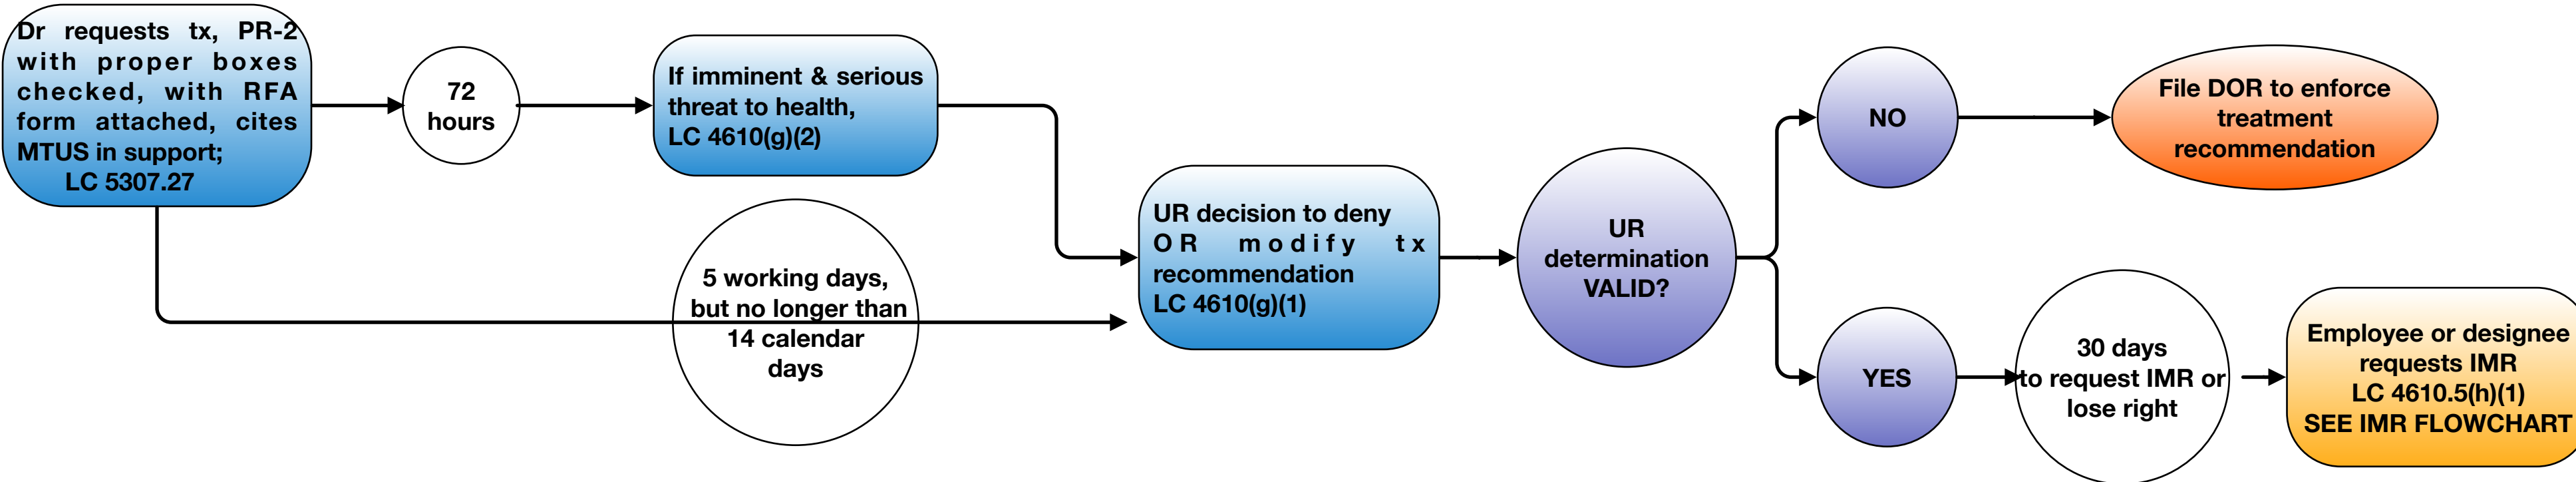 Dr requests tx, PR-2
with proper boxes
checked, with RFA
form attached, cites
MTUS in support;
LC 5307.27
72
hours
If imminent & serious
threat to health,
LC 4610(g)(2)
5 working days,
but no longer than
14 calendar
days
UR decision to deny
OR modify tx
recommendation
LC 4610(g)(1)
UR
determination
VALID?
NO
File DOR to enforce
treatment
recommendation
YES
30 days
to request IMR or
lose right
Employee or designee
requests IMR
LC 4610.5(h)(1)
SEE IMR FLOWCHART